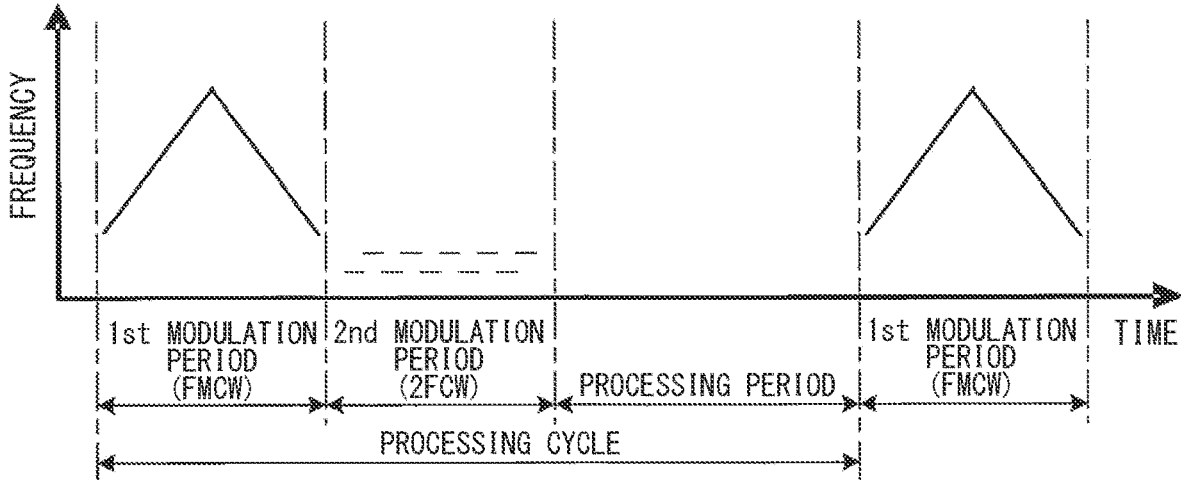 FREQUENCY
1st MODULATION
PERIOD
(FMCW)
2nd MODULATION
PERIOD
(2FCW)
PROCESSING PERIOD
1st MODULATION
PERIOD
(FMCW)
TIME
PROCESSING CYCLE